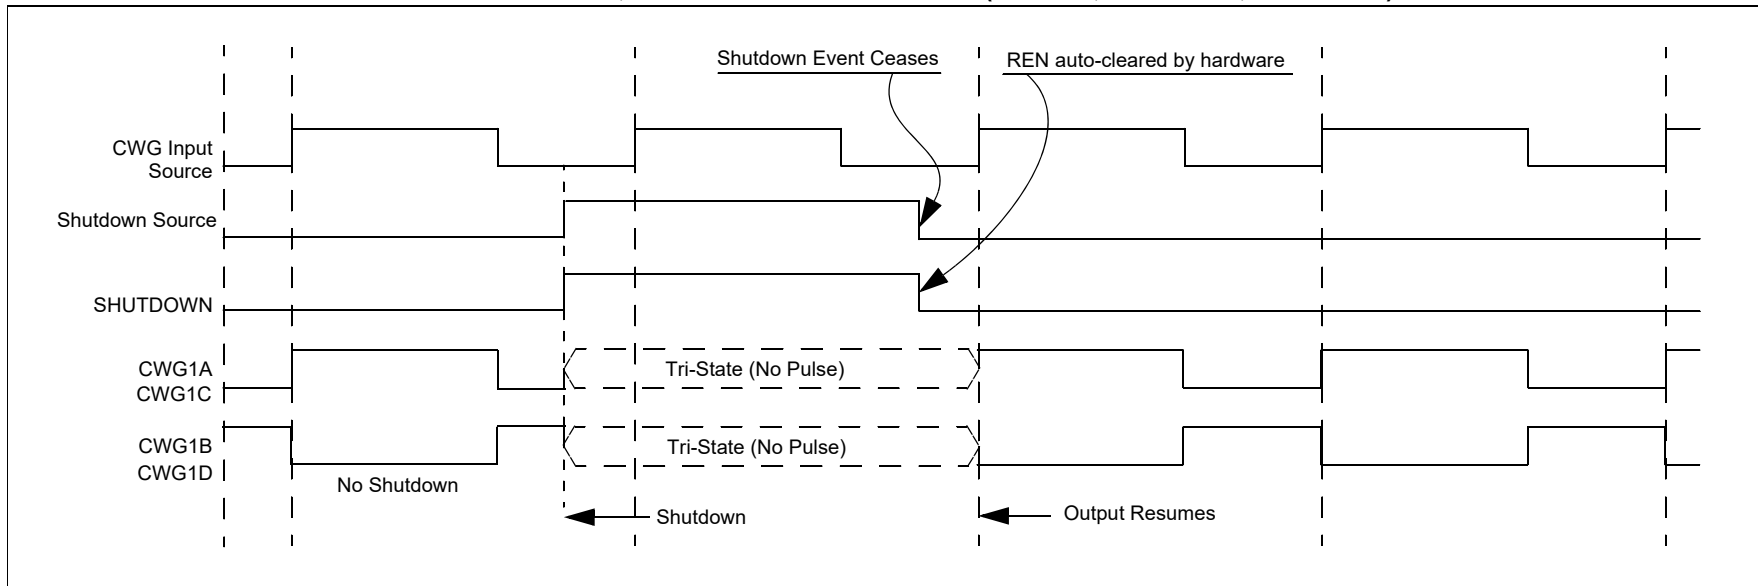 Shutdown Event Ceases
REN auto-cleared by hardware
CWG Input
Source
Shutdown Source
SHUTDOWN
CWG1A
CWG1C
Tri-State (No Pulse)
CWG1B
CWG1D
Tri-State (No Pulse)
No Shutdown
Shutdown
Output Resumes